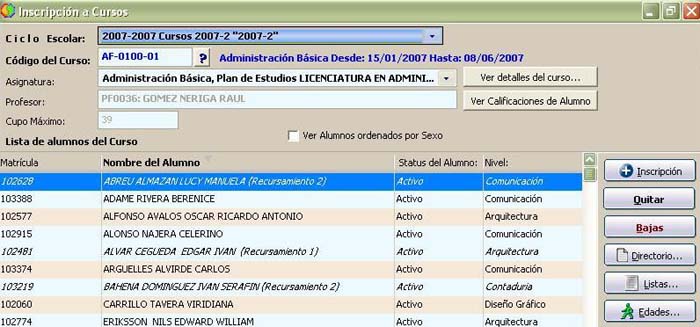 Inscripción a Cursos
Ciclo Escolar: 2007-2007 Cursos 2007-2 "2007-2"
Código del Curso: AF-0100-01 ? Administración Básica Desde: 15/01/2007 Hasta: 08/06/2007
Asignatura: Administración Básica, Plan de Estudios LICENCIATURA EN ADMINI... Ver detalles del curso...
Profesor: PF0036: GOMEZ NERIGA RAUL Ver Calificaciones de Alumno
Cupo Máximo: 39
Lista de alumnos del Curso Ver Alumnos ordenados por Sexo
Matrícula Nombre del Alumno Status del Alumno: Nivel:
102628 ABREU ALMAZAN LUCY MANUELA (Recursamiento 2) Activo Comunicación
103388 ADAME RIVERA BERENICE Activo Comunicación
102577 ALFONSO AVALOS OSCAR RICARDO ANTONIO Activo Arquitectura
102915 ALONSO NAJERA CELERINO Activo Comunicación
102481 ALVAR CEGUEDA EDGAR IVAN (Recursamiento 1) Activo Arquitectura
103374 ARGUELLES ALVIRDE CARLOS Activo Comunicación
103219 BAHENA DOMINGUEZ IVAN SERAFIN (Recursamiento 2) Activo Contaduria
102060 CARRILLO TAVERA VIRIDIANA Activo Diseño Gráfico
102774 ERIKSSON NILS EDWARD WILLIAM Activo Arquitectura
Inscripción
Quitar
Bajas
Directorio...
Listas...
Edades...